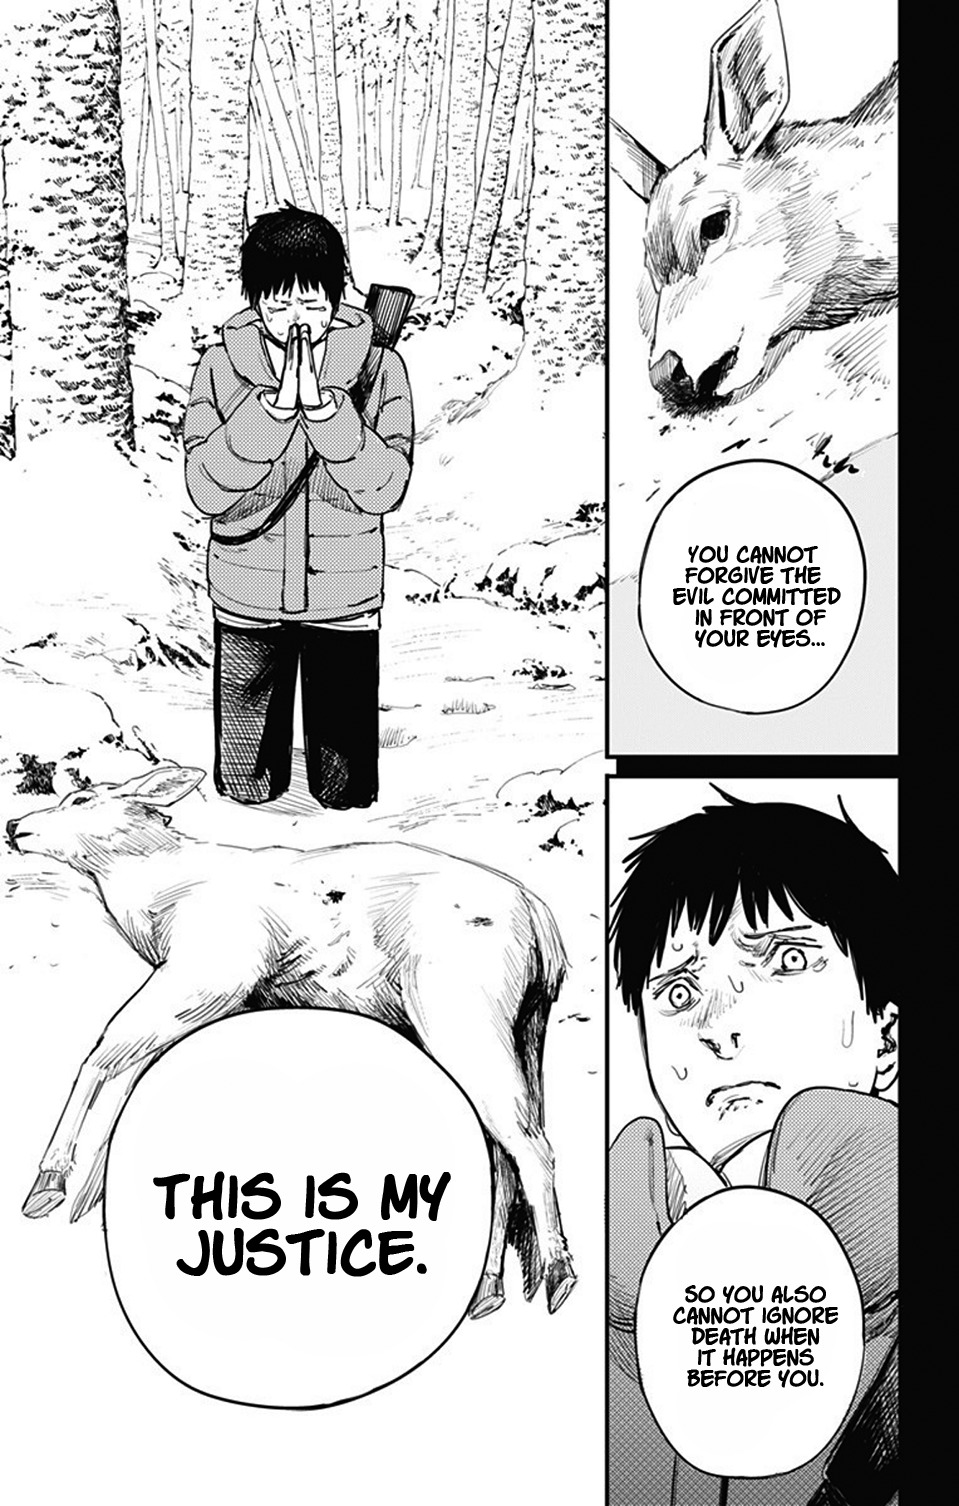 YOU CANNOT
FORGIVE THE
EVIL COMMITTED
IN FRONT OF
YOUR EYES...
SO YOU ALSO
CANNOT IGNORE
DEATH WHEN
IT HAPPENS
BEFORE YOU.
THIS IS MY
JUSTICE.